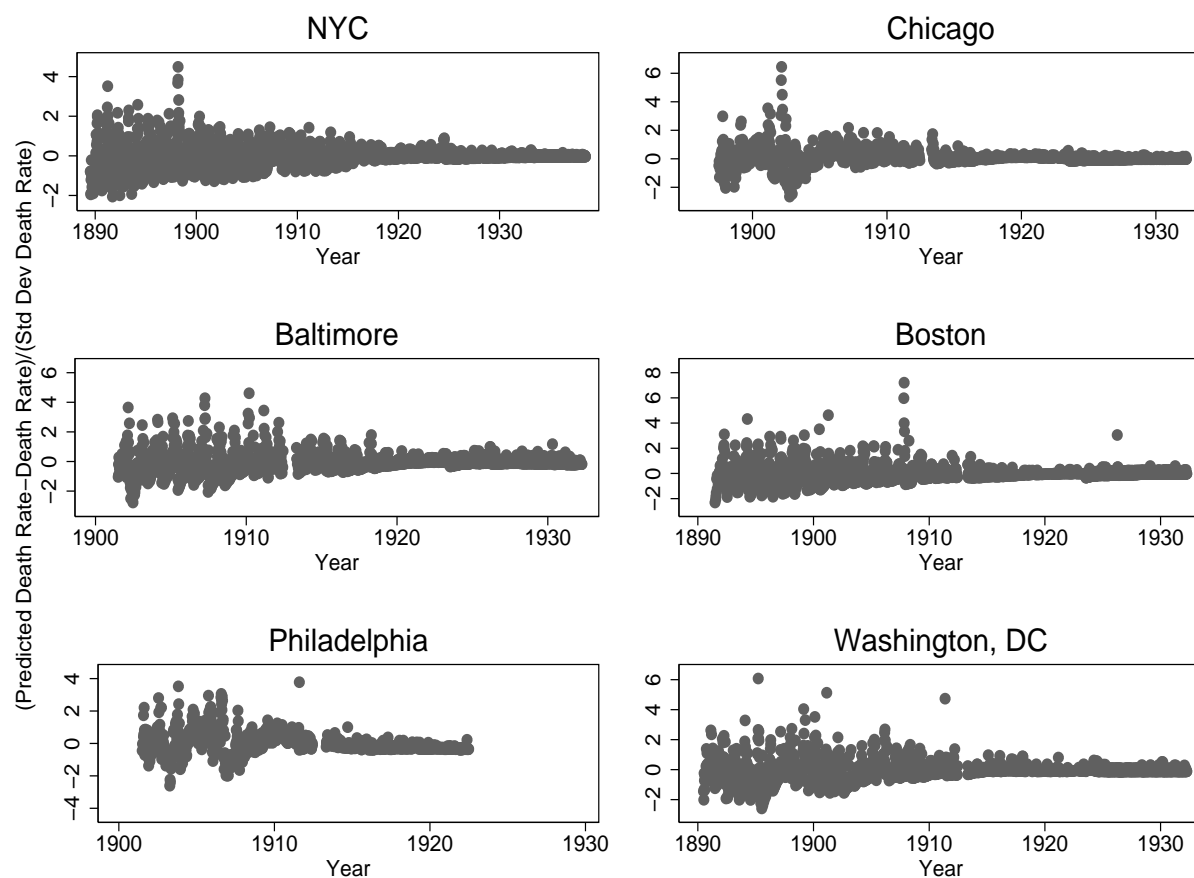 (Predicted Death Rate−Death Rate)/(Std Dev Death Rate)
NYC
−2 0 2 4
1890 1900 1910 1920 1930
Year
Chicago
−2 0 2 4 6
1900 1910 1920 1930
Year
Baltimore
−2 0 2 4 6
1900 1910 1920 1930
Year
Boston
−2 0 2 4 6 8
1890 1900 1910 1920 1930
Year
Philadelphia
−4 −2 0 2 4
1900 1910 1920 1930
Year
Washington, DC
−2 0 2 4 6
1890 1900 1910 1920 1930
Year